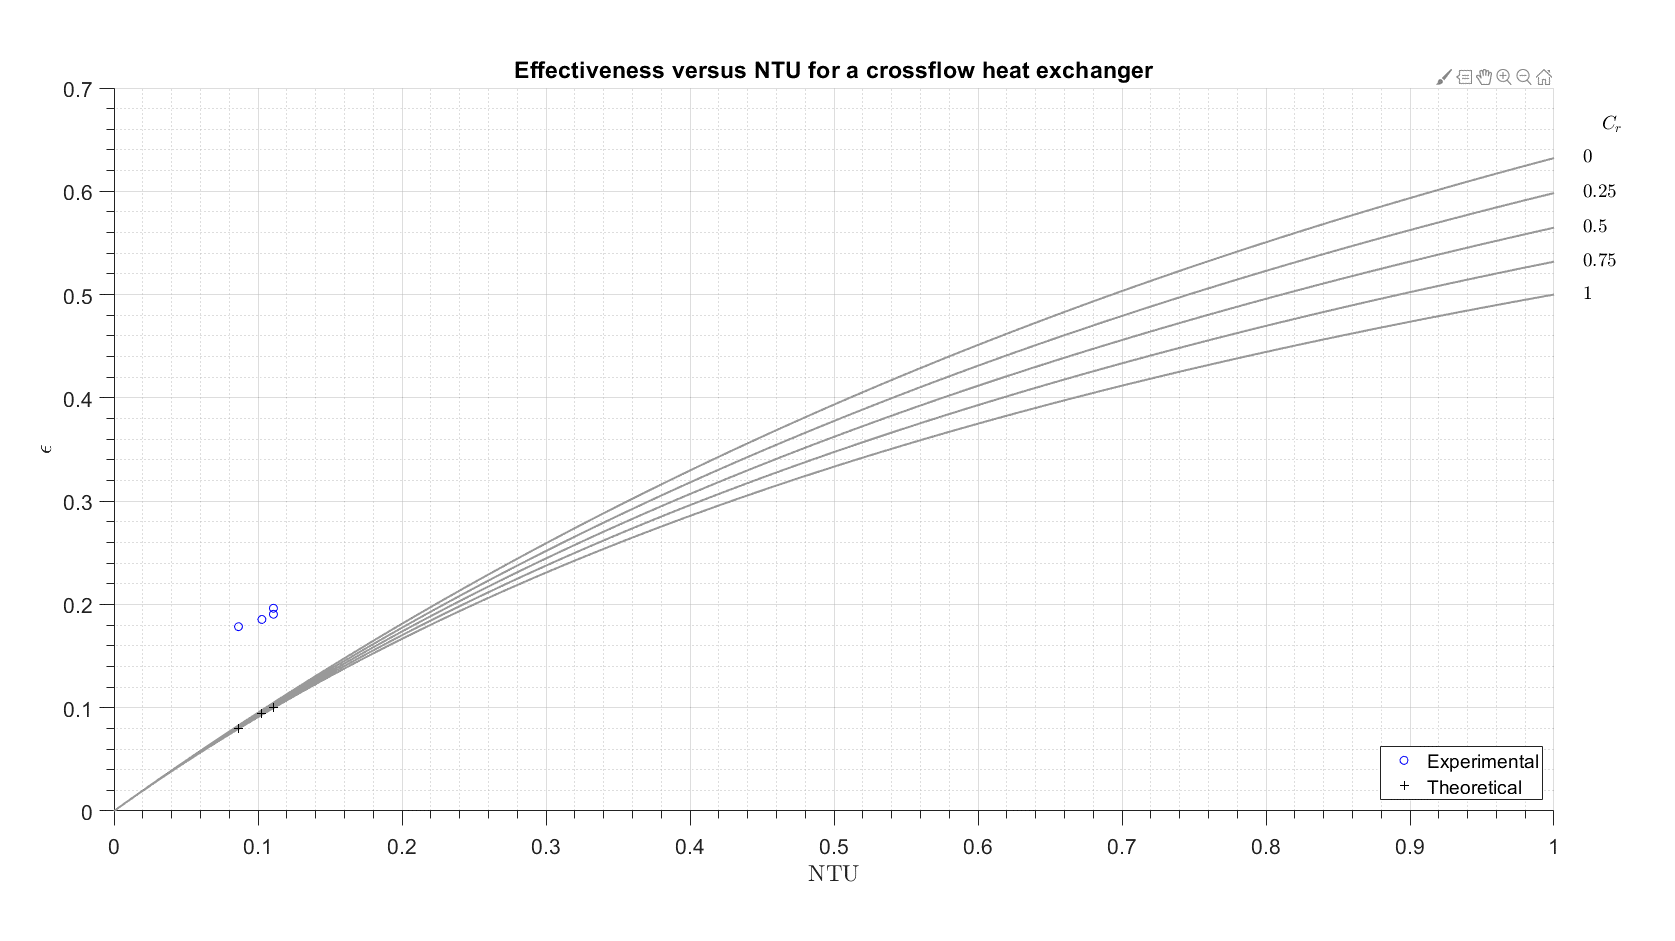 Effectiveness versus NTU for a crossflow heat exchanger
0.7
0.6
0.5
0.4
0.3
0.2
0.1
0
ϵ
C_r
0
0.25
0.5
0.75
1
Experimental
Theoretical
0 0.1 0.2 0.3 0.4 0.5 0.6 0.7 0.8 0.9 1
NTU